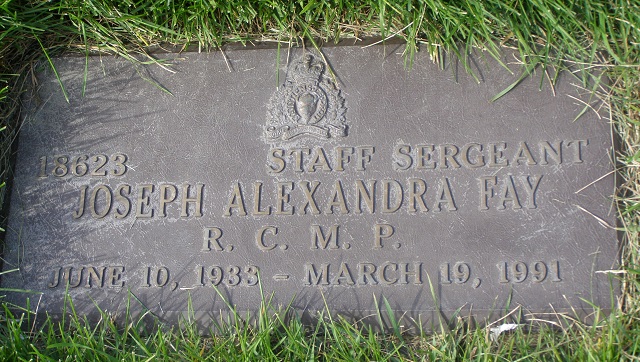 18623 STAFF SERGEANT
JOSEPH ALEXANDRA FAY
R. C. M. P.
JUNE 10, 1933 – MARCH 19, 1991